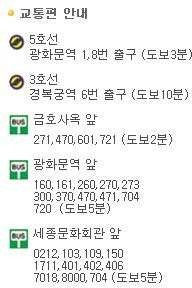 교통편 안내
5호선
광화문역 1,8번 출구 (도보3분)
3호선
경복궁역 6번 출구 (도보10분)
BUS 금호사옥 앞
271,470,601,721 (도보2분)
BUS 광화문역 앞
160,161,260,270,273
300,370,470,471,704
720 (도보5분)
BUS 세종문화회관 앞
0212,103,109,150
1711,401,402,406
7018,8000,704 (도보5분)